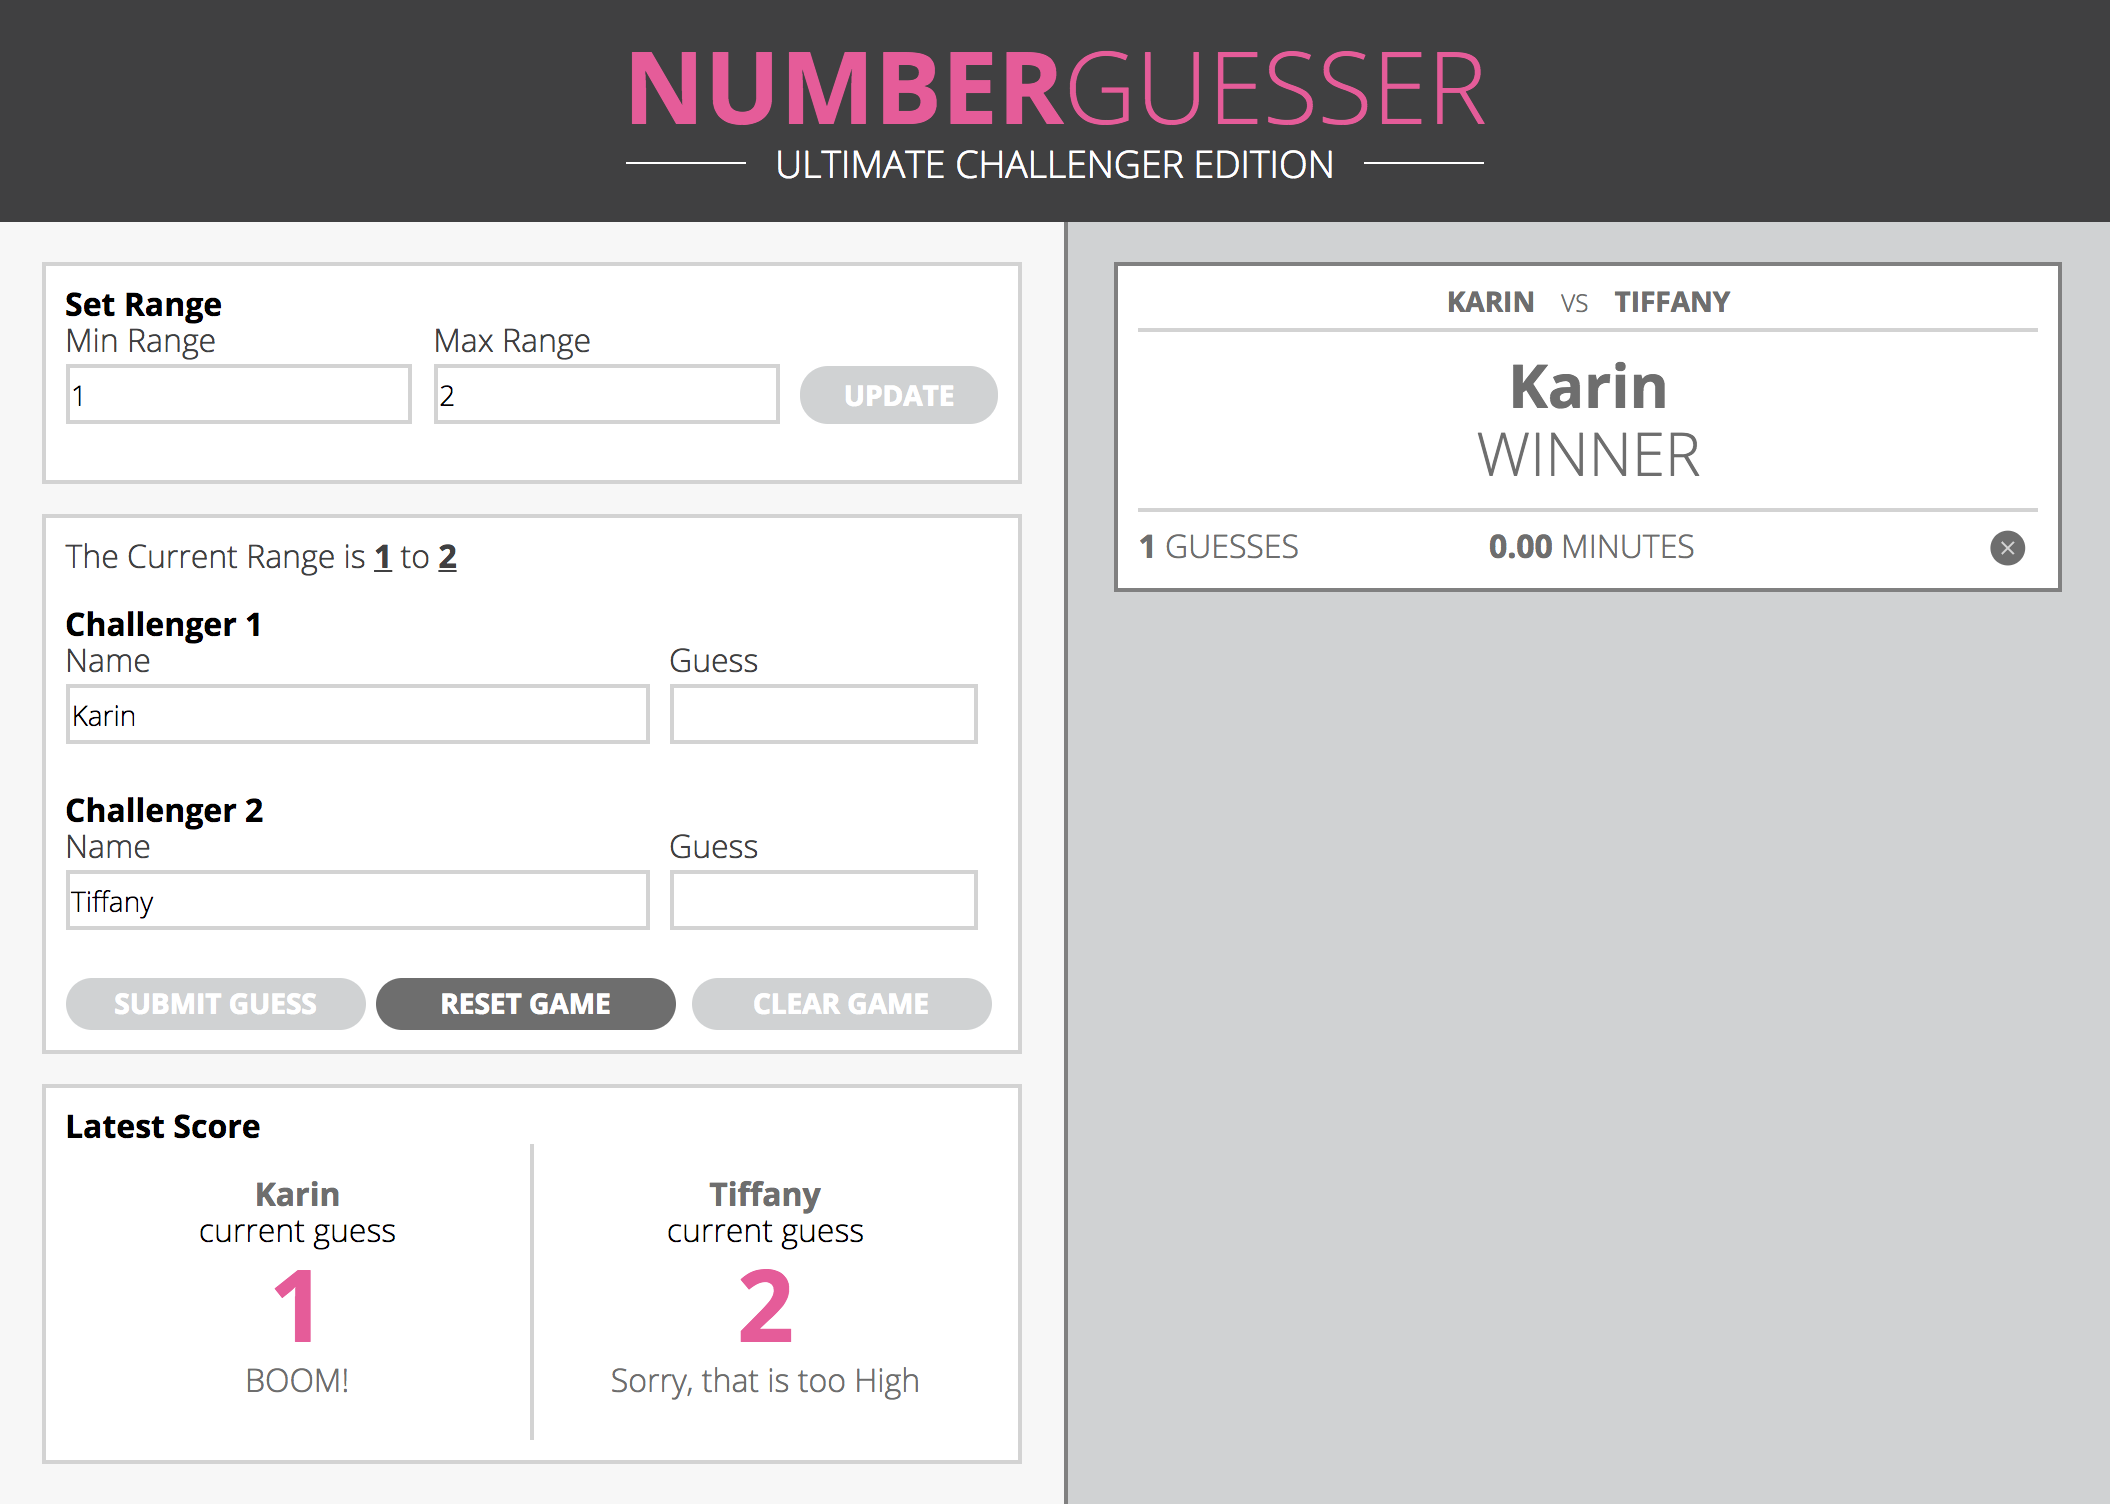 NUMBERGUESSER
ULTIMATE CHALLENGER EDITION
Set Range
Min Range Max Range
1 2 UPDATE
The Current Range is 1 to 2
Challenger 1
Name Guess
Karin
Challenger 2
Name Guess
Tiffany
SUBMIT GUESS RESET GAME CLEAR GAME
Latest Score
Karin
current guess
1
BOOM!
Tiffany
current guess
2
Sorry, that is too High
KARIN VS TIFFANY
Karin
WINNER
1 GUESSES 0.00 MINUTES